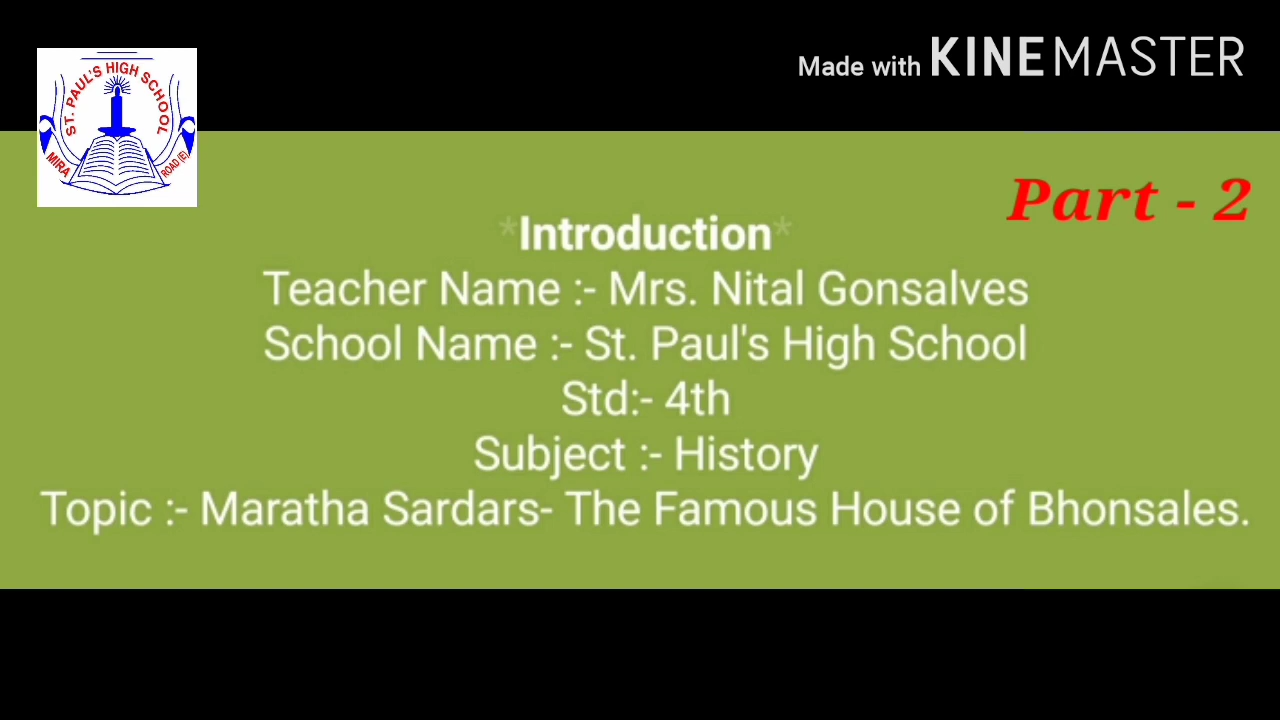 Made with KINEMASTER
ST. PAUL'S HIGH SCHOOL
MIRA ROAD (E)
Part - 2
*Introduction*
Teacher Name :- Mrs. Nital Gonsalves
School Name :- St. Paul's High School
Std:- 4th
Subject :- History
Topic :- Maratha Sardars- The Famous House of Bhonsales.